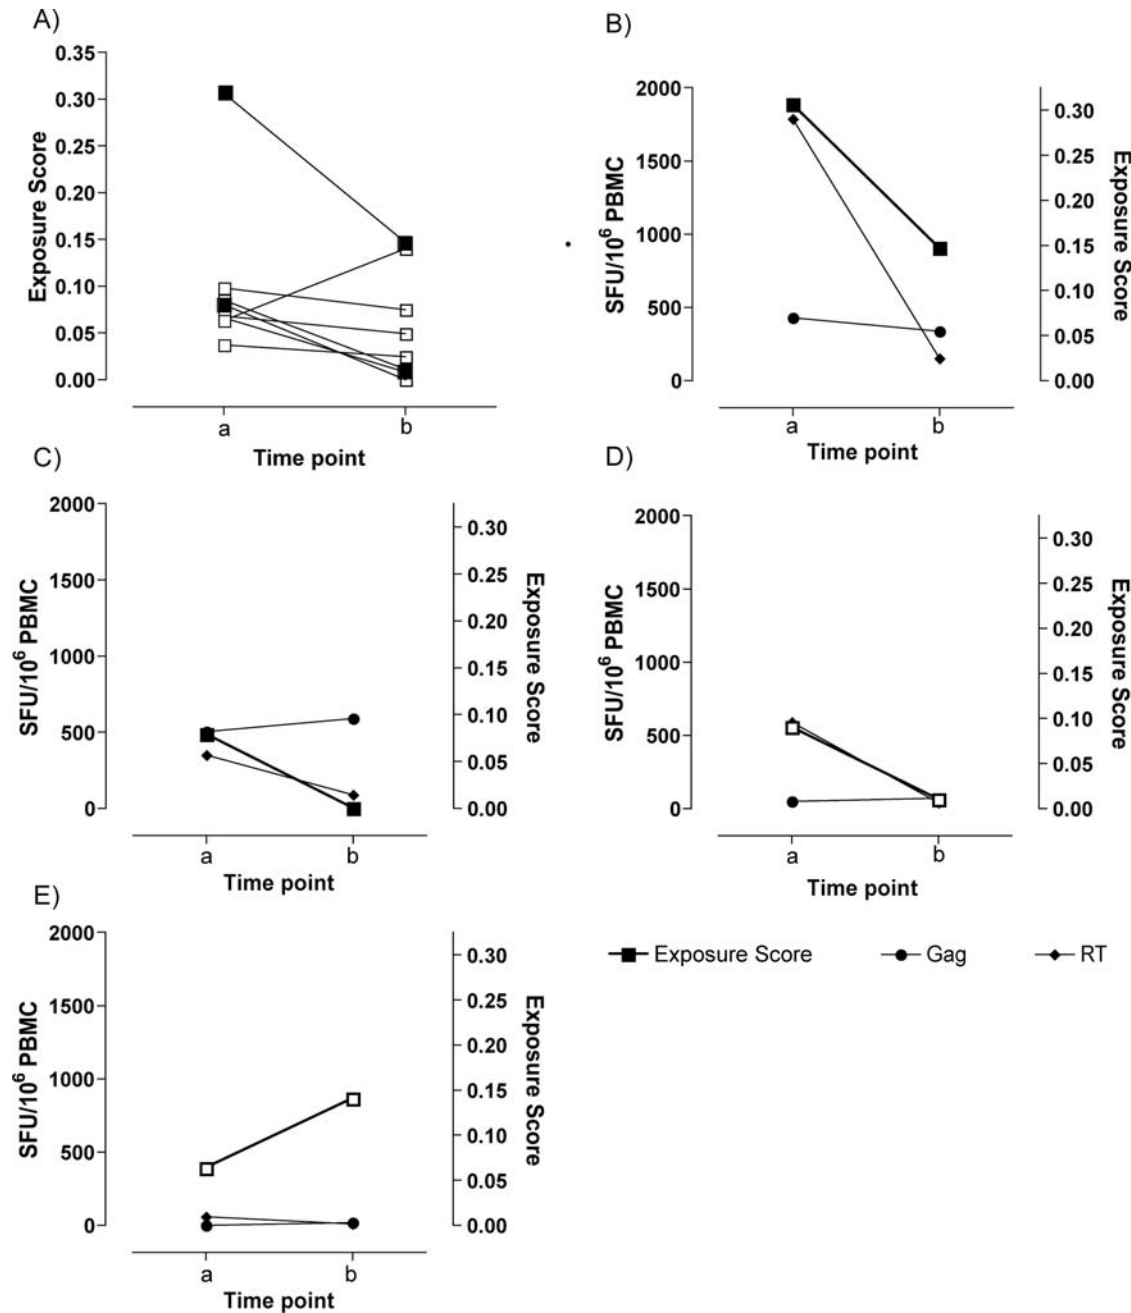 A)
0.35
0.30
0.25
0.20
0.15
0.10
0.05
0.00
Exposure Score
a
b
Time point
B)
2000
1500
1000
500
0
SFU/10⁶ PBMC
0.30
0.25
0.20
0.15
0.10
0.05
0.00
Exposure Score
a
b
Time point
C)
2000
1500
1000
500
0
SFU/10⁶ PBMC
0.30
0.25
0.20
0.15
0.10
0.05
0.00
Exposure Score
a
b
Time point
D)
2000
1500
1000
500
0
SFU/10⁶ PBMC
0.30
0.25
0.20
0.15
0.10
0.05
0.00
Exposure Score
a
b
Time point
E)
2000
1500
1000
500
0
SFU/10⁶ PBMC
0.30
0.25
0.20
0.15
0.10
0.05
0.00
Exposure Score
a
b
Time point
Exposure Score
Gag
RT